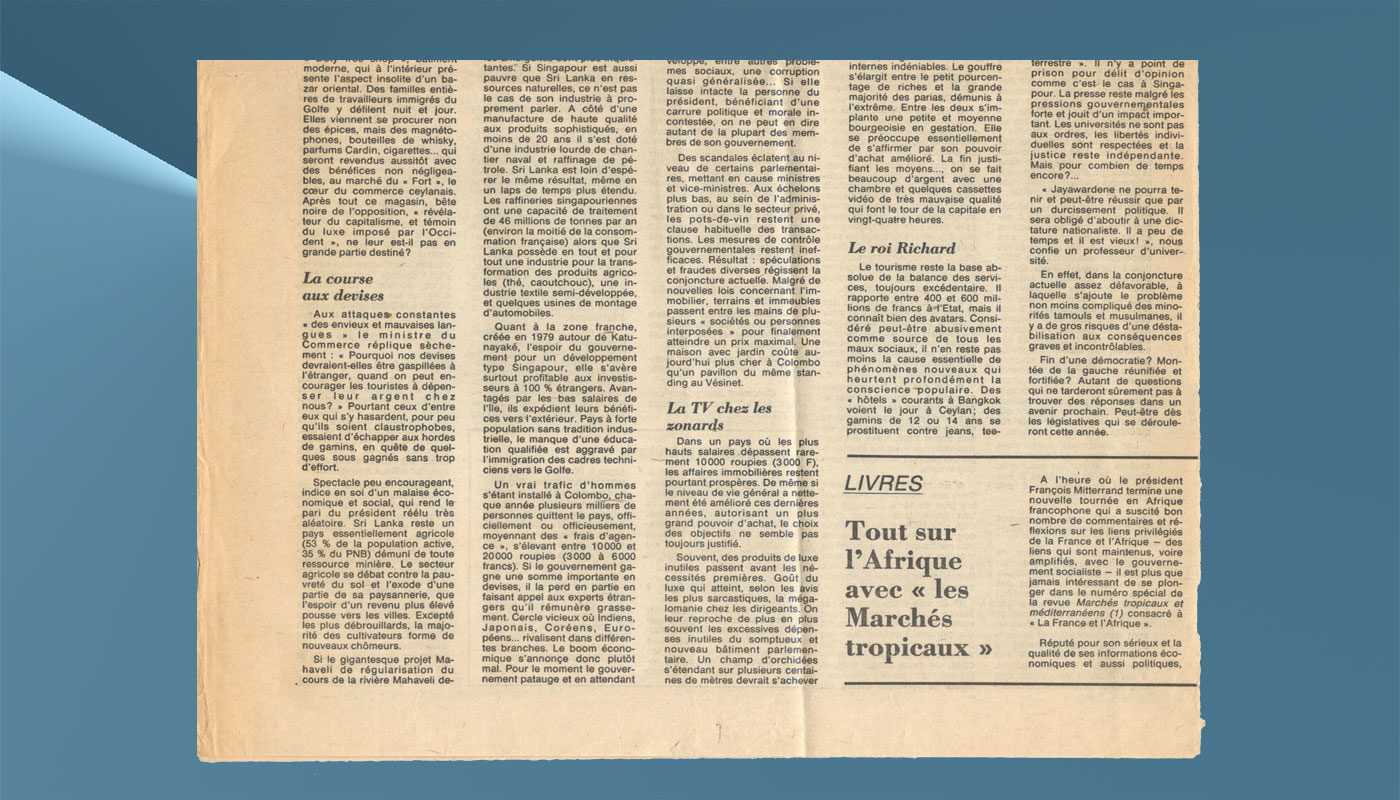 « Duty free shop », bâtiment
moderne, qui à l'intérieur pré-
sente l'aspect insolite d'un ba-
zar oriental. Des familles entiè-
res de travailleurs immigrés du
Golfe y défilent nuit et jour.
Elles viennent se procurer non
des épices, mais des magnéto-
phones, bouteilles de whisky,
parfums Cardin, cigarettes... qui
seront revendus aussitôt avec
des bénéfices non négligea-
bles, au marché du « Fort », le
cœur du commerce ceylanais.
Après tout ce magasin, bête
noire de l'opposition, « révéla-
teur du capitalisme, et témoin
du luxe imposé par l'Occi-
dent », ne leur est-il pas en
grande partie destiné?
La course
aux devises
Aux attaques constantes
« des envieux et mauvaises lan-
gues » le ministre du
Commerce réplique sèche-
ment : « Pourquoi nos devises
devraient-elles être gaspillées à
l'étranger, quand on peut en-
courager les touristes à dépen-
ser leur argent chez
nous? » Pourtant ceux d'entre
eux qui s'y hasardent, pour peu
qu'ils soient claustrophobes,
essaient d'échapper aux hordes
de gamins, en quête de quel-
ques sous gagnés sans trop
d'effort.
Spectacle peu encourageant,
indice en soi d'un malaise éco-
nomique et social, qui rend le
pari du président réélu très
aléatoire. Sri Lanka reste un
pays essentiellement agricole
(53 % de la population active,
35 % du PNB) démuni de toute
ressource minière. Le secteur
agricole se débat contre la pau-
vreté du sol et l'exode d'une
partie de sa paysannerie, que
l'espoir d'un revenu plus élevé
pousse vers les villes. Excepté
les plus débrouillards, la majo-
rité des cultivateurs forme de
nouveaux chômeurs.
Si le gigantesque projet Ma-
haveli de régularisation du
cours de la rivière Mahaveli de-
tantes. Si Singapour est aussi
pauvre que Sri Lanka en res-
sources naturelles, ce n'est pas
le cas de son industrie à pro-
prement parler. A côté d'une
manufacture de haute qualité
aux produits sophistiqués, en
moins de 20 ans il s'est doté
d'une industrie lourde de chan-
tier naval et raffinage de pé-
trole. Sri Lanka est loin d'espé-
rer le même résultat, même en
un laps de temps plus étendu.
Les raffineries singapouriennes
ont une capacité de traitement
de 46 millions de tonnes par an
(environ la moitié de la consom-
mation française) alors que Sri
Lanka possède en tout et pour
tout une industrie pour la trans-
formation des produits agrico-
les (thé, caoutchouc), une in-
dustrie textile semi-développée,
et quelques usines de montage
d'automobiles.
Quant à la zone franche,
créée en 1979 autour de Katu-
nayaké, l'espoir du gouverne-
ment pour un développement
type Singapour, elle s'avère
surtout profitable aux investis-
seurs à 100 % étrangers. Avan-
tagés par les bas salaires de
l'île, ils expédient leurs bénéfi-
ces vers l'extérieur. Pays à forte
population sans tradition indus-
trielle, le manque d'une éduca-
tion qualifiée est aggravé par
l'immigration des cadres techni-
ciens vers le Golfe.
Un vrai trafic d'hommes
s'étant installé à Colombo, cha-
que année plusieurs milliers de
personnes quittent le pays, offi-
ciellement ou officieusement,
moyennant des « frais d'agen-
ce », s'élevant entre 10000 et
20000 roupies (3000 à 6000
francs). Si le gouvernement ga-
gne une somme importante en
devises, il la perd en partie en
faisant appel aux experts étran-
gers qu'il rémunère grasse-
ment. Cercle vicieux où Indiens,
Japonais, Coréens, Euro-
péens... rivalisent dans différen-
tes branches. Le boom écono-
mique s'annonce donc plutôt
mal. Pour le moment le gouver-
nement patauge et en attendant
veloppe, entre autres problè-
mes sociaux, une corruption
quasi généralisée... Si elle
laisse intacte la personne du
président, bénéficiant d'une
carrure politique et morale in-
contestée, on ne peut en dire
autant de la plupart des mem-
bres de son gouvernement.
Des scandales éclatent au ni-
veau de certains parlementai-
res, mettant en cause ministres
et vice-ministres. Aux échelons
plus bas, au sein de l'adminis-
tration ou dans le secteur privé,
les pots-de-vin restent une
clause habituelle des transac-
tions. Les mesures de contrôle
gouvernementales restent inef-
ficaces. Résultat : spéculations
et fraudes diverses régissent la
conjoncture actuelle. Malgré de
nouvelles lois concernant l'im-
mobilier, terrains et immeubles
passent entre les mains de plu-
sieurs « sociétés ou personnes
interposées » pour finalement
atteindre un prix maximal. Une
maison avec jardin coûte au-
jourd'hui plus cher à Colombo
qu'un pavillon du même stan-
ding au Vésinet.
La TV chez les
zonards
Dans un pays où les plus
hauts salaires dépassent rare-
ment 10000 roupies (3000 F),
les affaires immobilières restent
pourtant prospères. De même si
le niveau de vie général a nette-
ment été amélioré ces dernières
années, autorisant un plus
grand pouvoir d'achat, le choix
des objectifs ne semble pas
toujours justifié.
Souvent, des produits de luxe
inutiles passent avant les né-
cessités premières. Goût du
luxe qui atteint, selon les avis
les plus sarcastiques, la méga-
lomanie chez les dirigeants. On
leur reproche de plus en plus
souvent les excessives dépen-
ses inutiles du somptueux et
nouveau bâtiment parlemen-
taire. Un champ d'orchidées
s'étendant sur plusieurs centai-
nes de mètres devrait s'achever
internes indéniables. Le gouffre
s'élargit entre le petit pourcen-
tage de riches et la grande
majorité des parias, démunis à
l'extrême. Entre les deux s'im-
plante une petite et moyenne
bourgeoisie en gestation. Elle
se préoccupe essentiellement
de s'affirmer par son pouvoir
d'achat amélioré. La fin justi-
fiant les moyens..., on se fait
beaucoup d'argent avec une
chambre et quelques cassettes
vidéo de très mauvaise qualité
qui font le tour de la capitale en
vingt-quatre heures.
Le roi Richard
Le tourisme reste la base ab-
solue de la balance des servi-
ces, toujours excédentaire. Il
rapporte entre 400 et 600 mil-
lions de francs à l'Etat, mais il
connaît bien des avatars. Consi-
déré peut-être abusivement
comme source de tous les
maux sociaux, il n'en reste pas
moins la cause essentielle de
phénomènes nouveaux qui
heurtent profondément la
conscience populaire. Des
« hôtels » courants à Bangkok
voient le jour à Ceylan; des
gamins de 12 ou 14 ans se
prostituent contre jeans, tee-
terrestre ». Il n'y a point de
prison pour délit d'opinion
comme c'est le cas à Singa-
pour. La presse reste malgré les
pressions gouvernementales
forte et jouit d'un impact impor-
tant. Les universités ne sont pas
aux ordres, les libertés indivi-
duelles sont respectées et la
justice reste indépendante.
Mais pour combien de temps
encore?...
« Jayawardene ne pourra te-
nir et peut-être réussir que par
un durcissement politique. Il
sera obligé d'aboutir à une dic-
tature nationaliste. Il a peu de
temps et il est vieux! », nous
confie un professeur d'univer-
sité.
En effet, dans la conjoncture
actuelle assez défavorable, à
laquelle s'ajoute le problème
non moins compliqué des mino-
rités tamouls et musulmanes, il
y a de gros risques d'une désta-
bilisation aux conséquences
graves et incontrôlables.
Fin d'une démocratie? Mon-
tée de la gauche réunifiée et
fortifiée? Autant de questions
qui ne tarderont sûrement pas à
trouver des réponses dans un
avenir prochain. Peut-être dès
les législatives qui se déroule-
ront cette année.
LIVRES
Tout sur
l'Afrique
avec « les
Marchés
tropicaux »
A l'heure où le président
François Mitterrand termine une
nouvelle tournée en Afrique
francophone qui a suscité bon
nombre de commentaires et ré-
flexions sur les liens privilégiés
de la France et l'Afrique – des
liens qui sont maintenus, voire
amplifiés, avec le gouverne-
ment socialiste – il est plus que
jamais intéressant de se plon-
ger dans le numéro spécial de
la revue Marchés tropicaux et
méditerranéens (1) consacré à
« La France et l'Afrique ».
Réputé pour son sérieux et la
qualité de ses informations éco-
nomiques et aussi politiques,